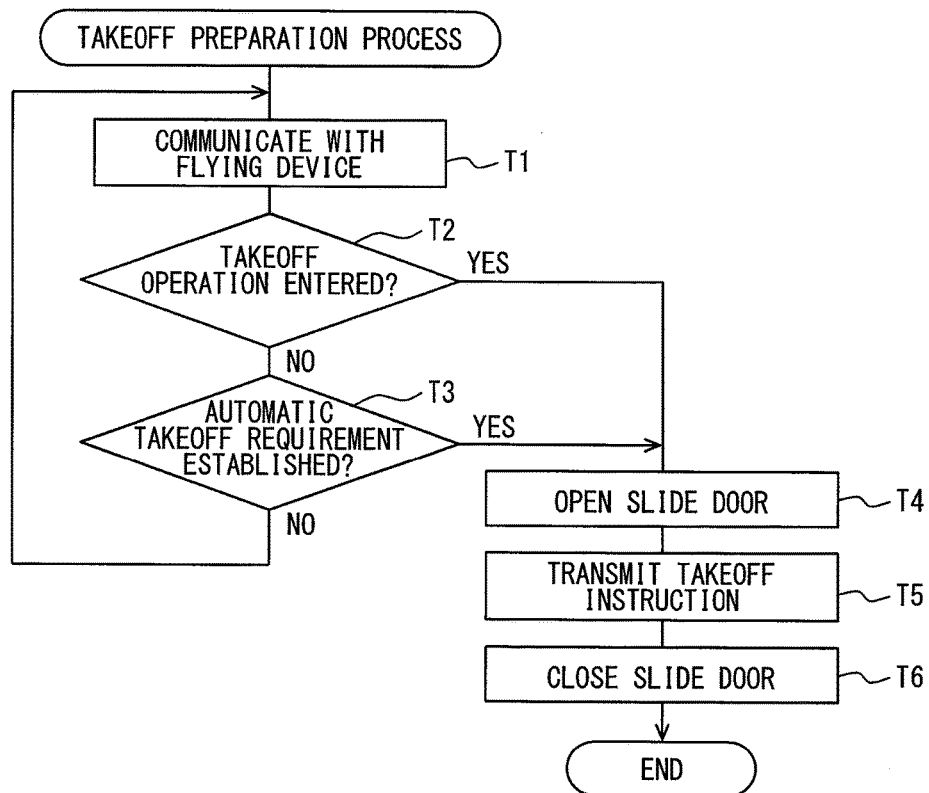 TAKEOFF PREPARATION PROCESS
COMMUNICATE WITH
FLYING DEVICE
T1
TAKEOFF
OPERATION ENTERED?
T2
YES
NO
AUTOMATIC
TAKEOFF REQUIREMENT
ESTABLISHED?
T3
YES
NO
OPEN SLIDE DOOR
T4
TRANSMIT TAKEOFF
INSTRUCTION
T5
CLOSE SLIDE DOOR
T6
END